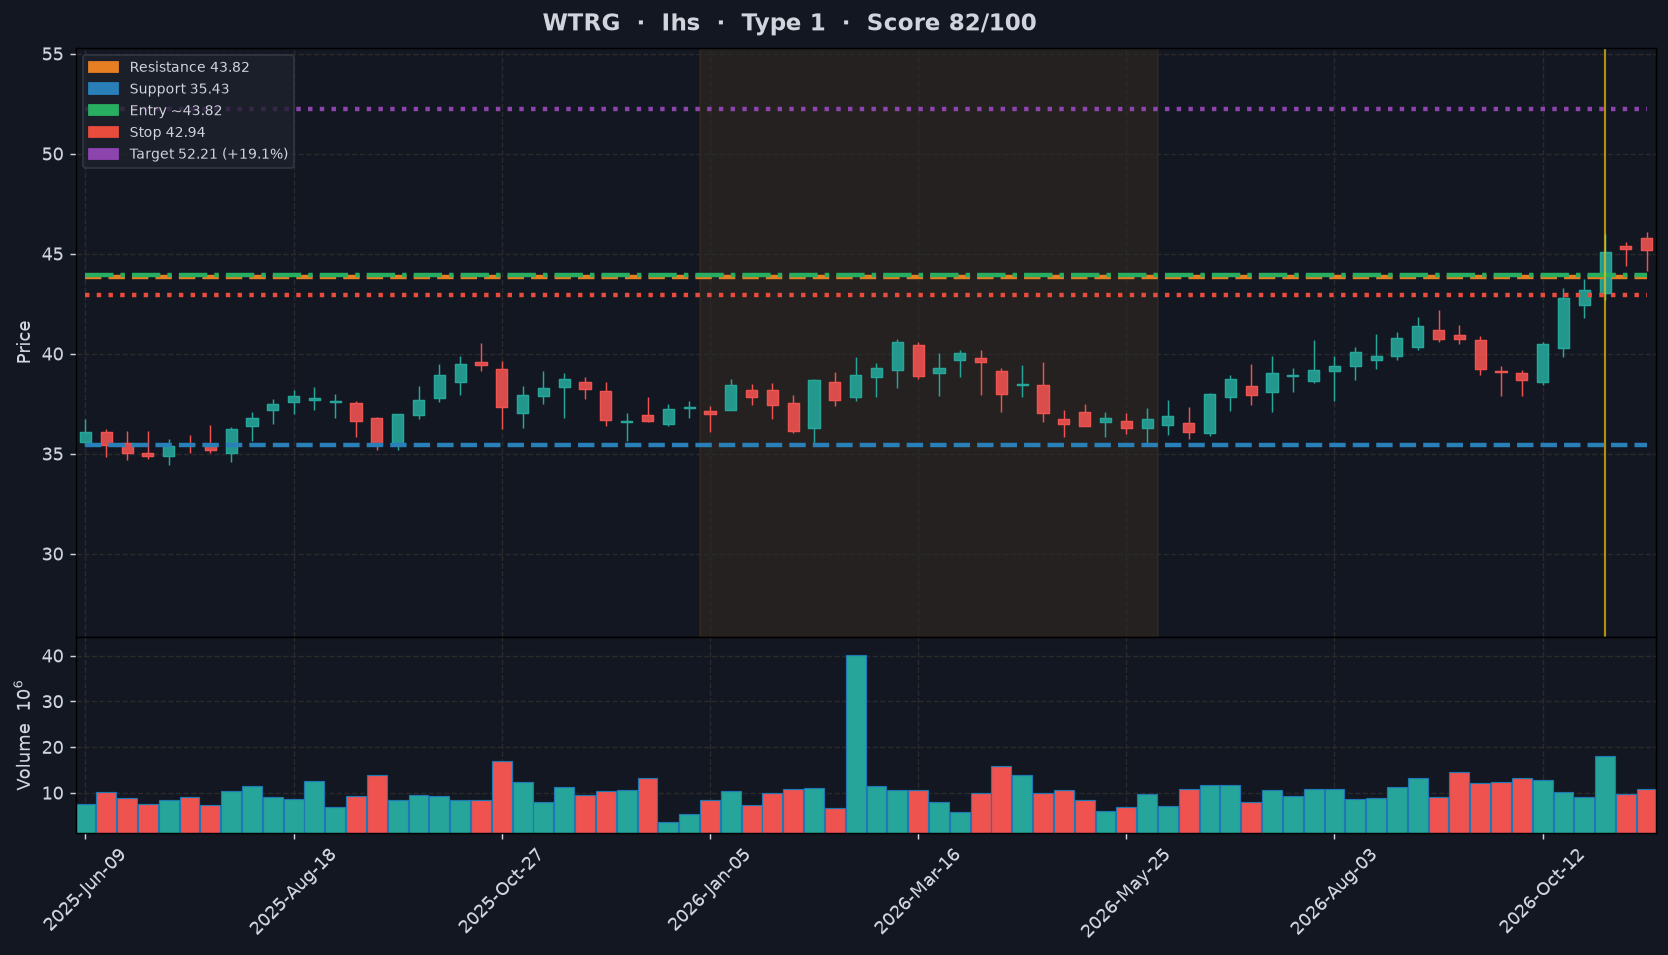 WTRG · Ihs · Type 1 · Score 82/100
Resistance 43.82
Support 35.43
Entry ~43.82
Stop 42.94
Target 52.21 (+19.1%)
Price
55
50
45
40
35
30
Volume 10⁶
40
30
20
10
2025-Jun-09
2025-Aug-18
2025-Oct-27
2026-Jan-05
2026-Mar-16
2026-May-25
2026-Aug-03
2026-Oct-12